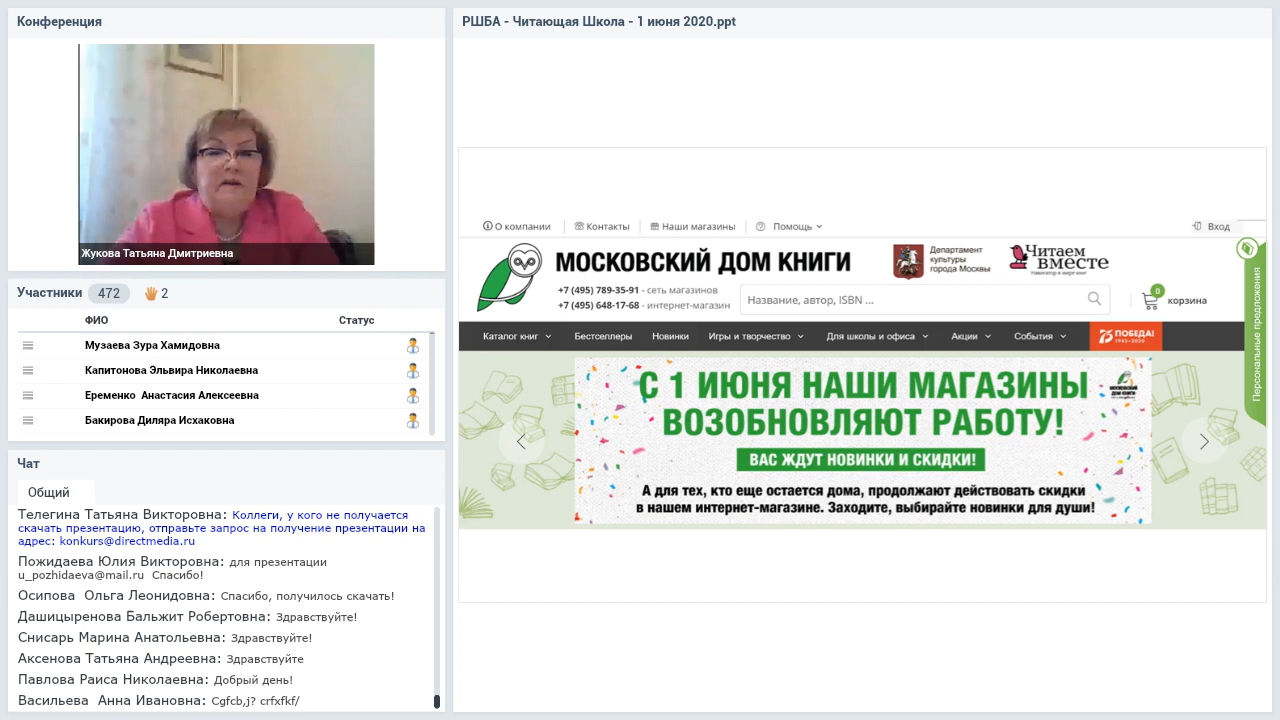 Конференция
Жукова Татьяна Дмитриевна
Участники 472 2
ФИО Статус
Музаева Зура Хамидовна
Капитонова Эльвира Николаевна
Еременко Анастасия Алексеевна
Бакирова Диляра Исхаковна
Чат
Общий
Телегина Татьяна Викторовна: Коллеги, у кого не получается
скачать презентацию, отправьте запрос на получение презентации на
адрес: konkurs@directmedia.ru
Пожидаева Юлия Викторовна: для презентации
u_pozhidaeva@mail.ru Спасибо!
Осипова Ольга Леонидовна: Спасибо, получилось скачать!
Дашицыренова Бальжит Робертовна: Здравствуйте!
Снисарь Марина Анатольевна: Здравствуйте!
Аксенова Татьяна Андреевна: Здравствуйте
Павлова Раиса Николаевна: Добрый день!
Васильева Анна Ивановна: Cgfcb,j? crfxfkf/
РШБА - Читающая Школа - 1 июня 2020.ppt
О компании Контакты Наши магазины Помощь Вход
МОСКОВСКИЙ ДОМ КНИГИ
Департамент
культуры
города Москвы
Читаем
вместе
Навигатор в мире книг
+7 (495) 789-35-91 - сеть магазинов
+7 (495) 648-17-68 - интернет-магазин
Название, автор, ISBN ...
0
корзина
Каталог книг Бестселлеры Новинки Игры и творчество Для школы и офиса Акции События
75 ПОБЕДА!
1945-2020
Персональные предложения
С 1 ИЮНЯ НАШИ МАГАЗИНЫ
ВОЗОБНОВЛЯЮТ РАБОТУ!
МОСКОВСКИЙ
ДОМ КНИГИ
ВАС ЖДУТ НОВИНКИ И СКИДКИ!
А для тех, кто еще остается дома, продолжают действовать скидки
в нашем интернет-магазине. Заходите, выбирайте новинки для души!